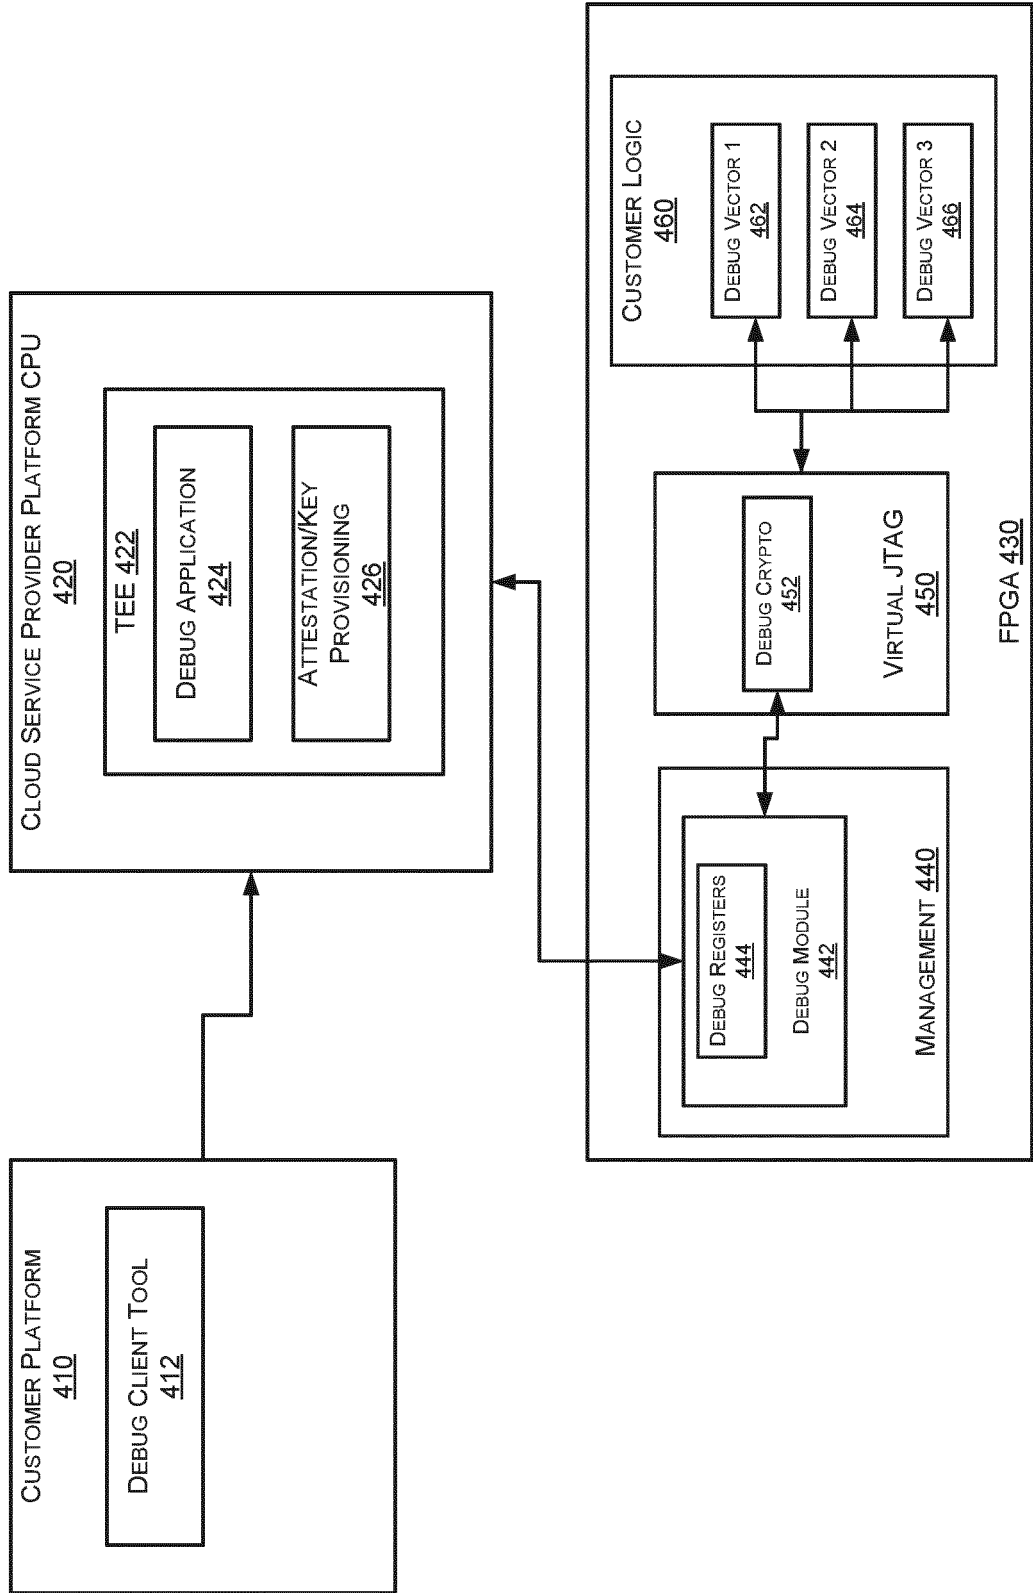 CUSTOMER PLATFORM
410
DEBUG CLIENT TOOL
412
CLOUD SERVICE PROVIDER PLATFORM CPU
420
TEE 422
DEBUG APPLICATION
424
ATTESTATION/KEY
PROVISIONING
426
DEBUG REGISTERS
444
DEBUG MODULE
442
MANAGEMENT 440
DEBUG CRYPTO
452
VIRTUAL JTAG
450
CUSTOMER LOGIC
460
DEBUG VECTOR 1
462
DEBUG VECTOR 2
464
DEBUG VECTOR 3
466
FPGA 430